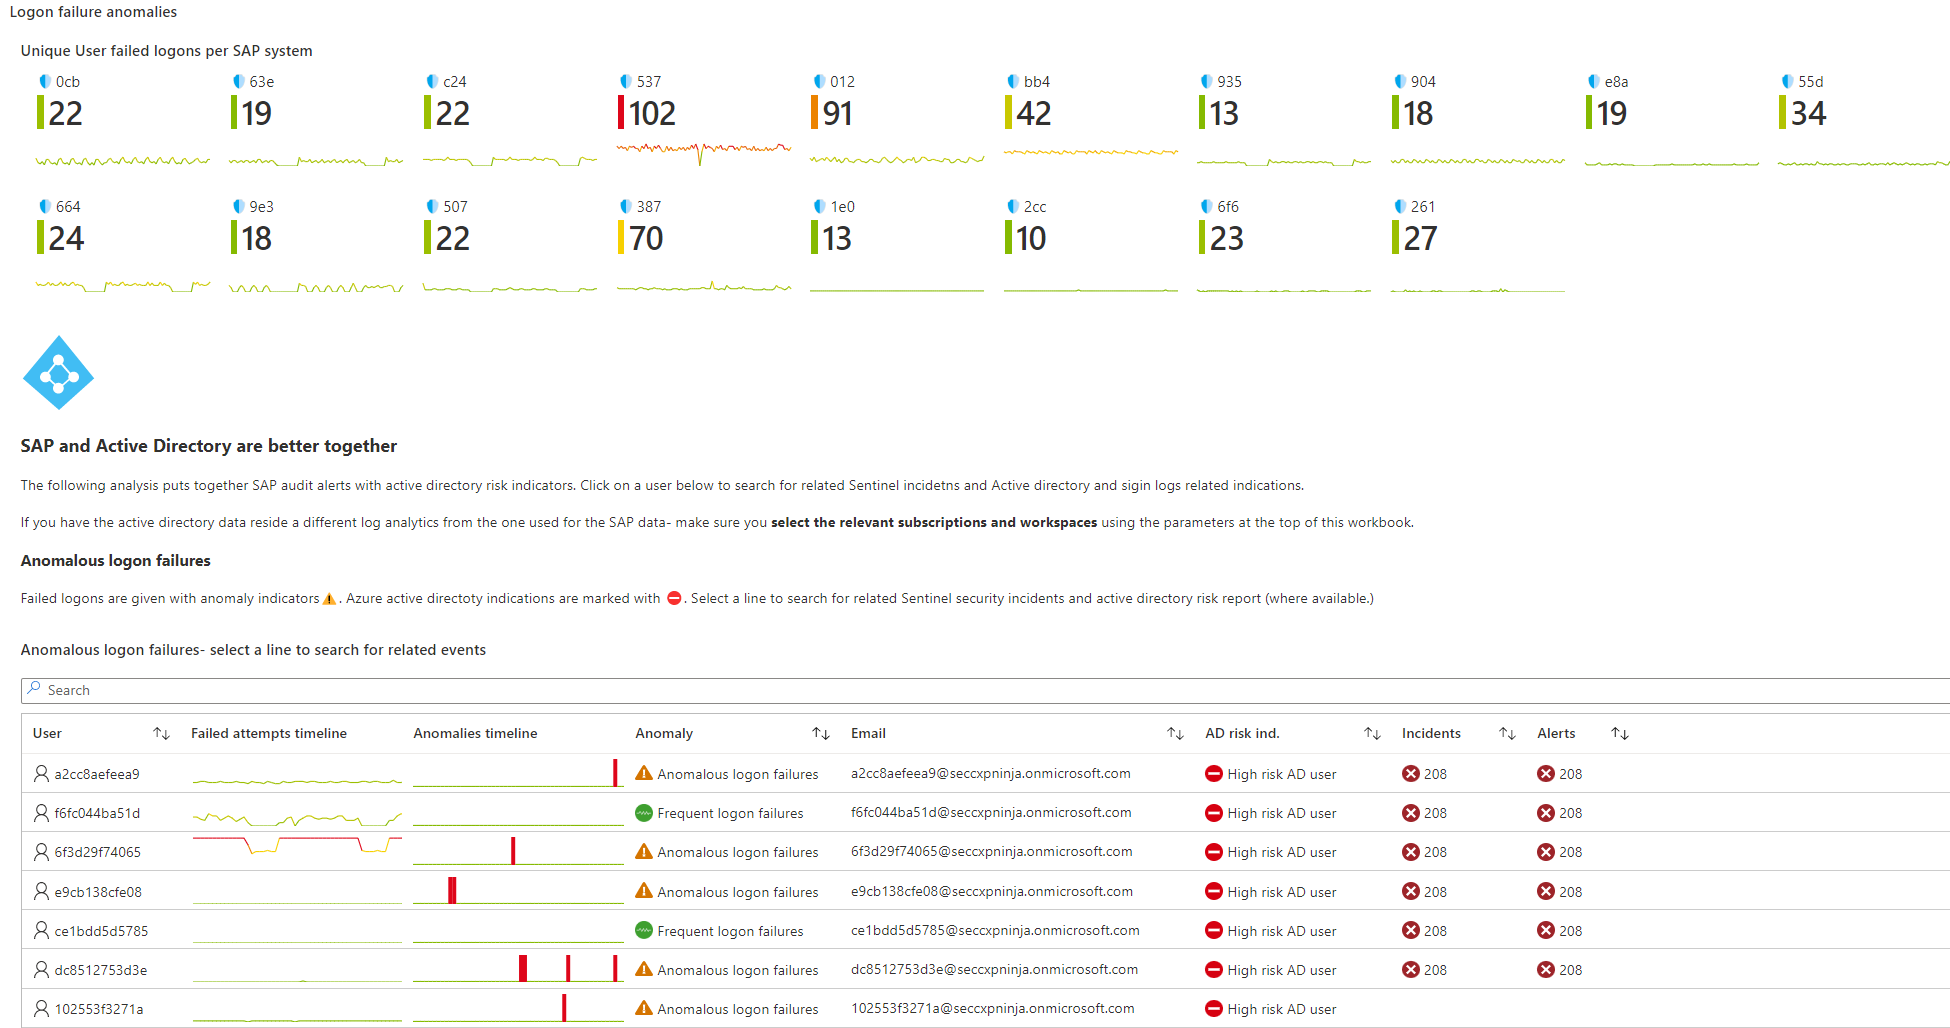 Logon failure anomalies
Unique User failed logons per SAP system
0cb 63e c24 537 012 bb4 935 904 e8a 55d
22 19 22 102 91 42 13 18 19 34
664 9e3 507 387 1e0 2cc 6f6 261
24 18 22 70 13 10 23 27
SAP and Active Directory are better together
The following analysis puts together SAP audit alerts with active directory risk indicators. Click on a user below to search for related Sentinel incidetns and Active directory and sigin logs related indications.
If you have the active directory data reside a different log analytics from the one used for the SAP data- make sure you select the relevant subscriptions and workspaces using the parameters at the top of this workbook.
Anomalous logon failures
Failed logons are given with anomaly indicators . Azure active directoty indications are marked with . Select a line to search for related Sentinel security incidents and active directory risk report (where available.)
Anomalous logon failures- select a line to search for related events
Search
User Failed attempts timeline Anomalies timeline Anomaly Email AD risk ind. Incidents Alerts
a2cc8aefeea9 Anomalous logon failures a2cc8aefeea9@seccxpninja.onmicrosoft.com High risk AD user 208 208
f6fc044ba51d Frequent logon failures f6fc044ba51d@seccxpninja.onmicrosoft.com High risk AD user 208 208
6f3d29f74065 Anomalous logon failures 6f3d29f74065@seccxpninja.onmicrosoft.com High risk AD user 208 208
e9cb138cfe08 Anomalous logon failures e9cb138cfe08@seccxpninja.onmicrosoft.com High risk AD user 208 208
ce1bdd5d5785 Frequent logon failures ce1bdd5d5785@seccxpninja.onmicrosoft.com High risk AD user 208 208
dc8512753d3e Anomalous logon failures dc8512753d3e@seccxpninja.onmicrosoft.com High risk AD user 208 208
102553f3271a Anomalous logon failures 102553f3271a@seccxpninja.onmicrosoft.com High risk AD user